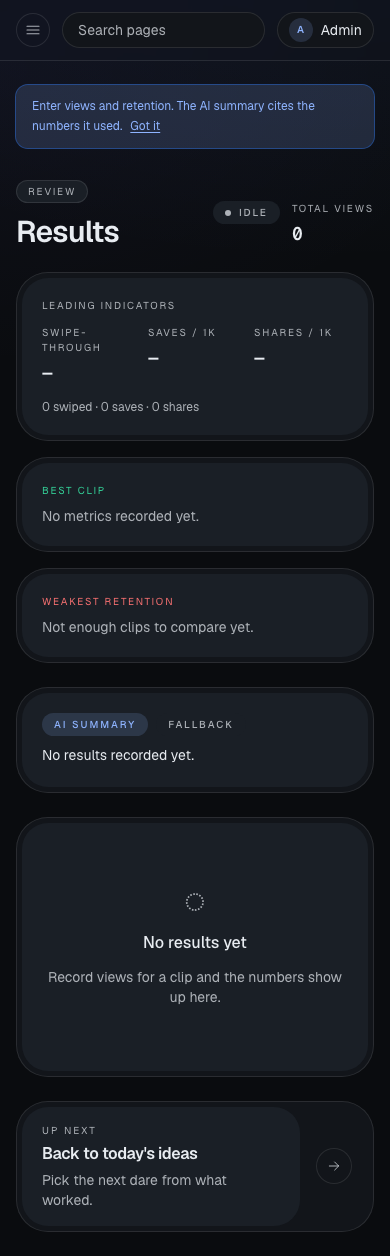 Search pages
A
Admin
Enter views and retention. The AI summary cites the
numbers it used. Got it
REVIEW
Results
IDLE
TOTAL VIEWS
0
LEADING INDICATORS
SWIPE-
THROUGH
–
SAVES / 1K
–
SHARES / 1K
–
0 swiped · 0 saves · 0 shares
BEST CLIP
No metrics recorded yet.
WEAKEST RETENTION
Not enough clips to compare yet.
AI SUMMARY
FALLBACK
No results recorded yet.
No results yet
Record views for a clip and the numbers show
up here.
UP NEXT
Back to today's ideas
Pick the next dare from what
worked.